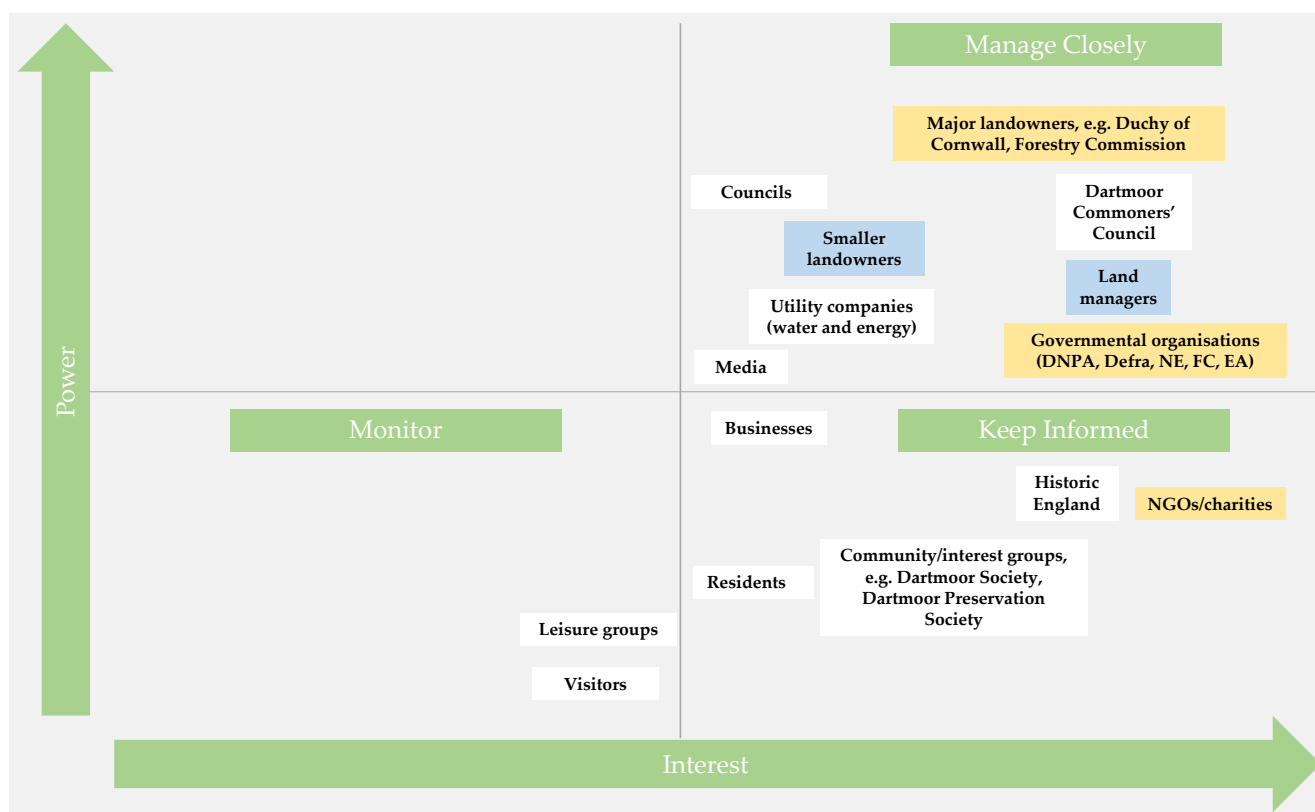 Manage Closely
Major landowners, e.g. Duchy of
Cornwall, Forestry Commission
Councils
Dartmoor
Commoners’
Council
Smaller
landowners
Land
managers
Utility companies
(water and energy)
Governmental organisations
(DNPA, Defra, NE, FC, EA)
Media
Power
Monitor
Businesses
Keep Informed
Historic
England
NGOs/charities
Residents
Community/interest groups,
e.g. Dartmoor Society,
Dartmoor Preservation
Society
Leisure groups
Visitors
Interest